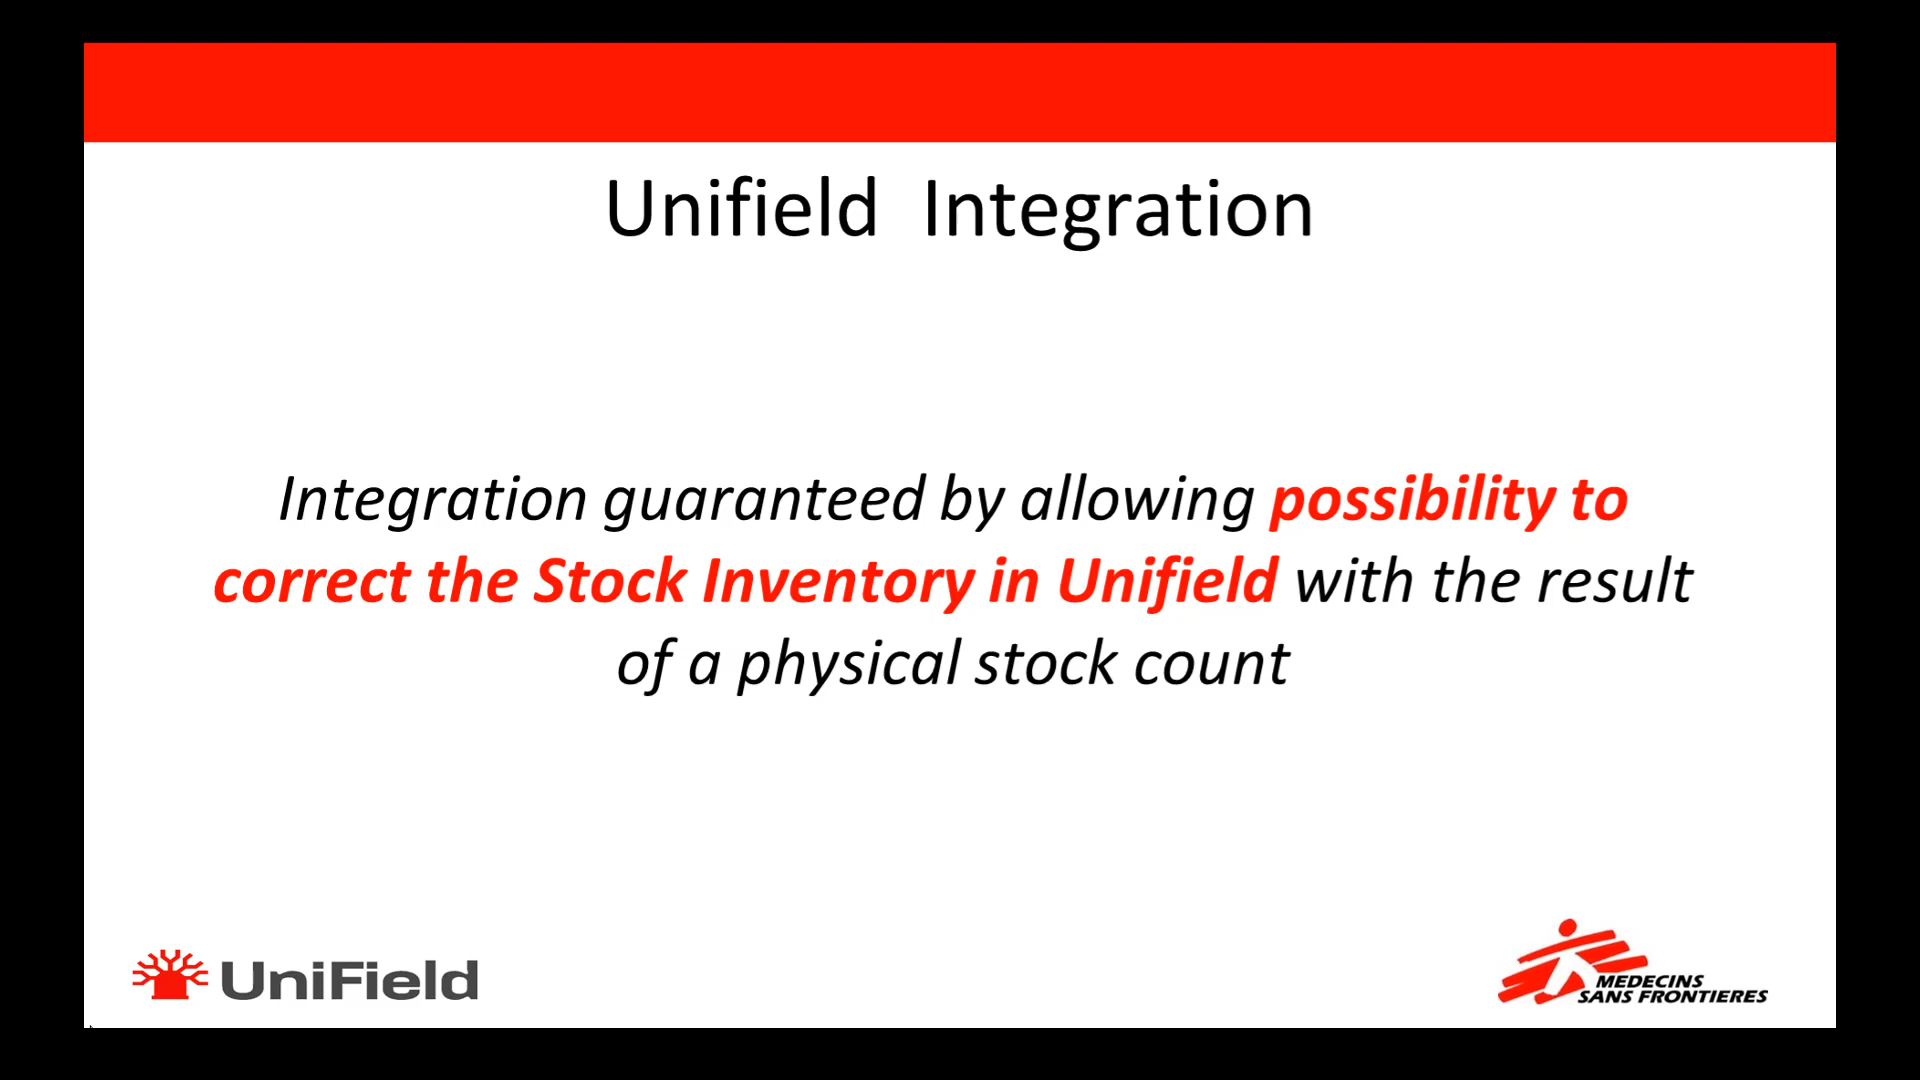 Unifield Integration
Integration guaranteed by allowing possibility to
correct the Stock Inventory in Unifield with the result
of a physical stock count
UniField
MEDECINS
SANS FRONTIERES